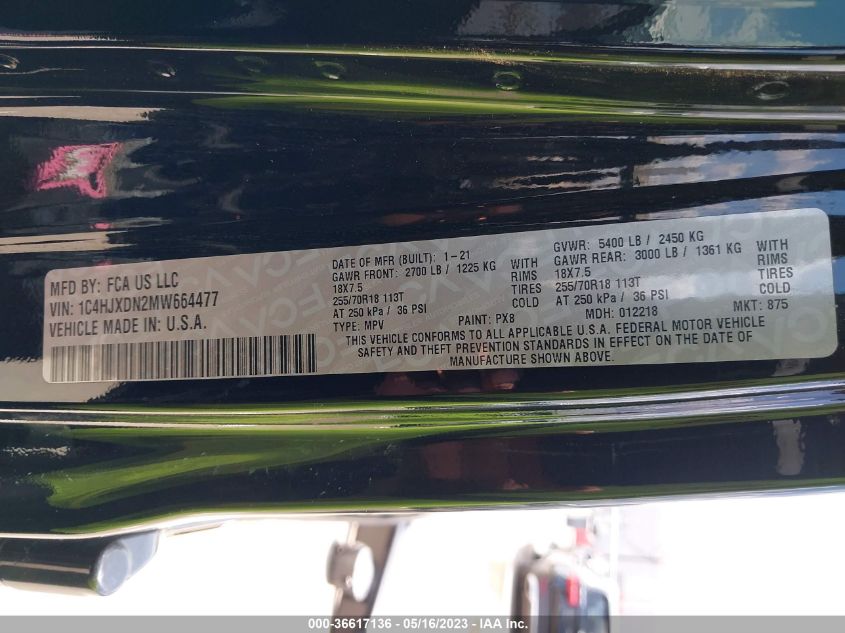 MFD BY: FCA US LLC
VIN: 1C4HJXDN2MW664477
VEHICLE MADE IN: U.S.A.
DATE OF MFR (BUILT): 1-21
GAWR FRONT: 2700 LB / 1225 KG WITH
18X7.5 RIMS
255/70R18 113T TIRES
AT 250 kPa / 36 PSI COLD
TYPE: MPV PAINT: PX8
GVWR: 5400 LB / 2450 KG
GAWR REAR: 3000 LB / 1361 KG WITH
18X7.5 RIMS
255/70R18 113T TIRES
AT 250 kPa / 36 PSI COLD
MDH: 012218 MKT: 875
THIS VEHICLE CONFORMS TO ALL APPLICABLE U.S.A. FEDERAL MOTOR VEHICLE
SAFETY AND THEFT PREVENTION STANDARDS IN EFFECT ON THE DATE OF
MANUFACTURE SHOWN ABOVE.
000-36617136 - 05/16/2023 - IAA Inc.